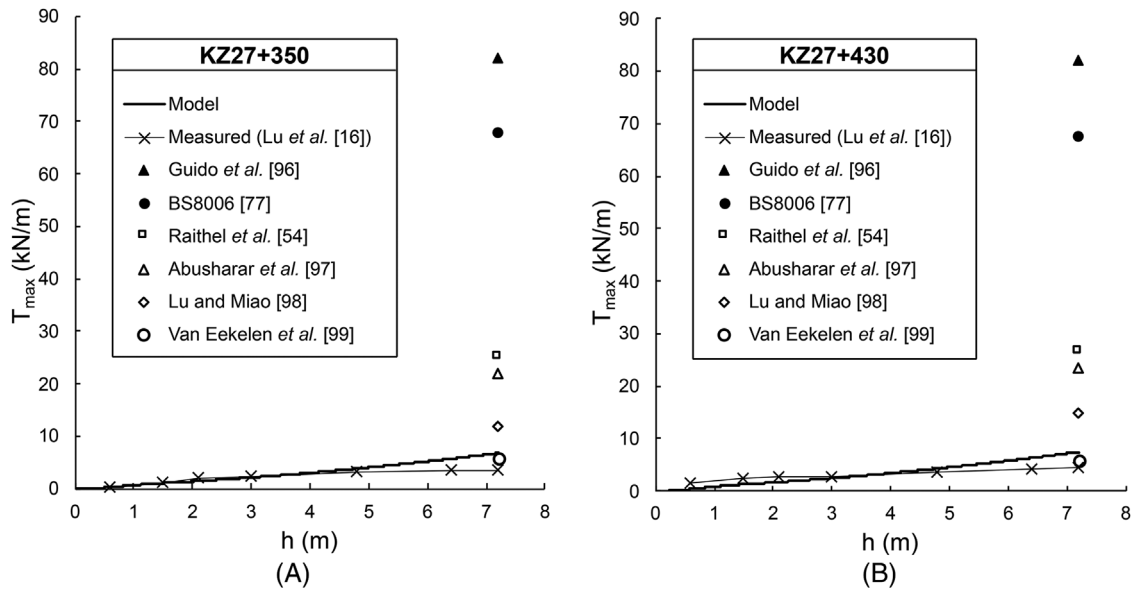 90
80
70
60
50
40
30
20
10
0
T_max (kN/m)
KZ27+350
Model
Measured (Lu et al. [16])
Guido et al. [96]
BS8006 [77]
Raithel et al. [54]
Abusharar et al. [97]
Lu and Miao [98]
Van Eekelen et al. [99]
0 1 2 3 4 5 6 7 8
h (m)
(A)
90
80
70
60
50
40
30
20
10
0
T_max (kN/m)
KZ27+430
Model
Measured (Lu et al. [16])
Guido et al. [96]
BS8006 [77]
Raithel et al. [54]
Abusharar et al. [97]
Lu and Miao [98]
Van Eekelen et al. [99]
0 1 2 3 4 5 6 7 8
h (m)
(B)